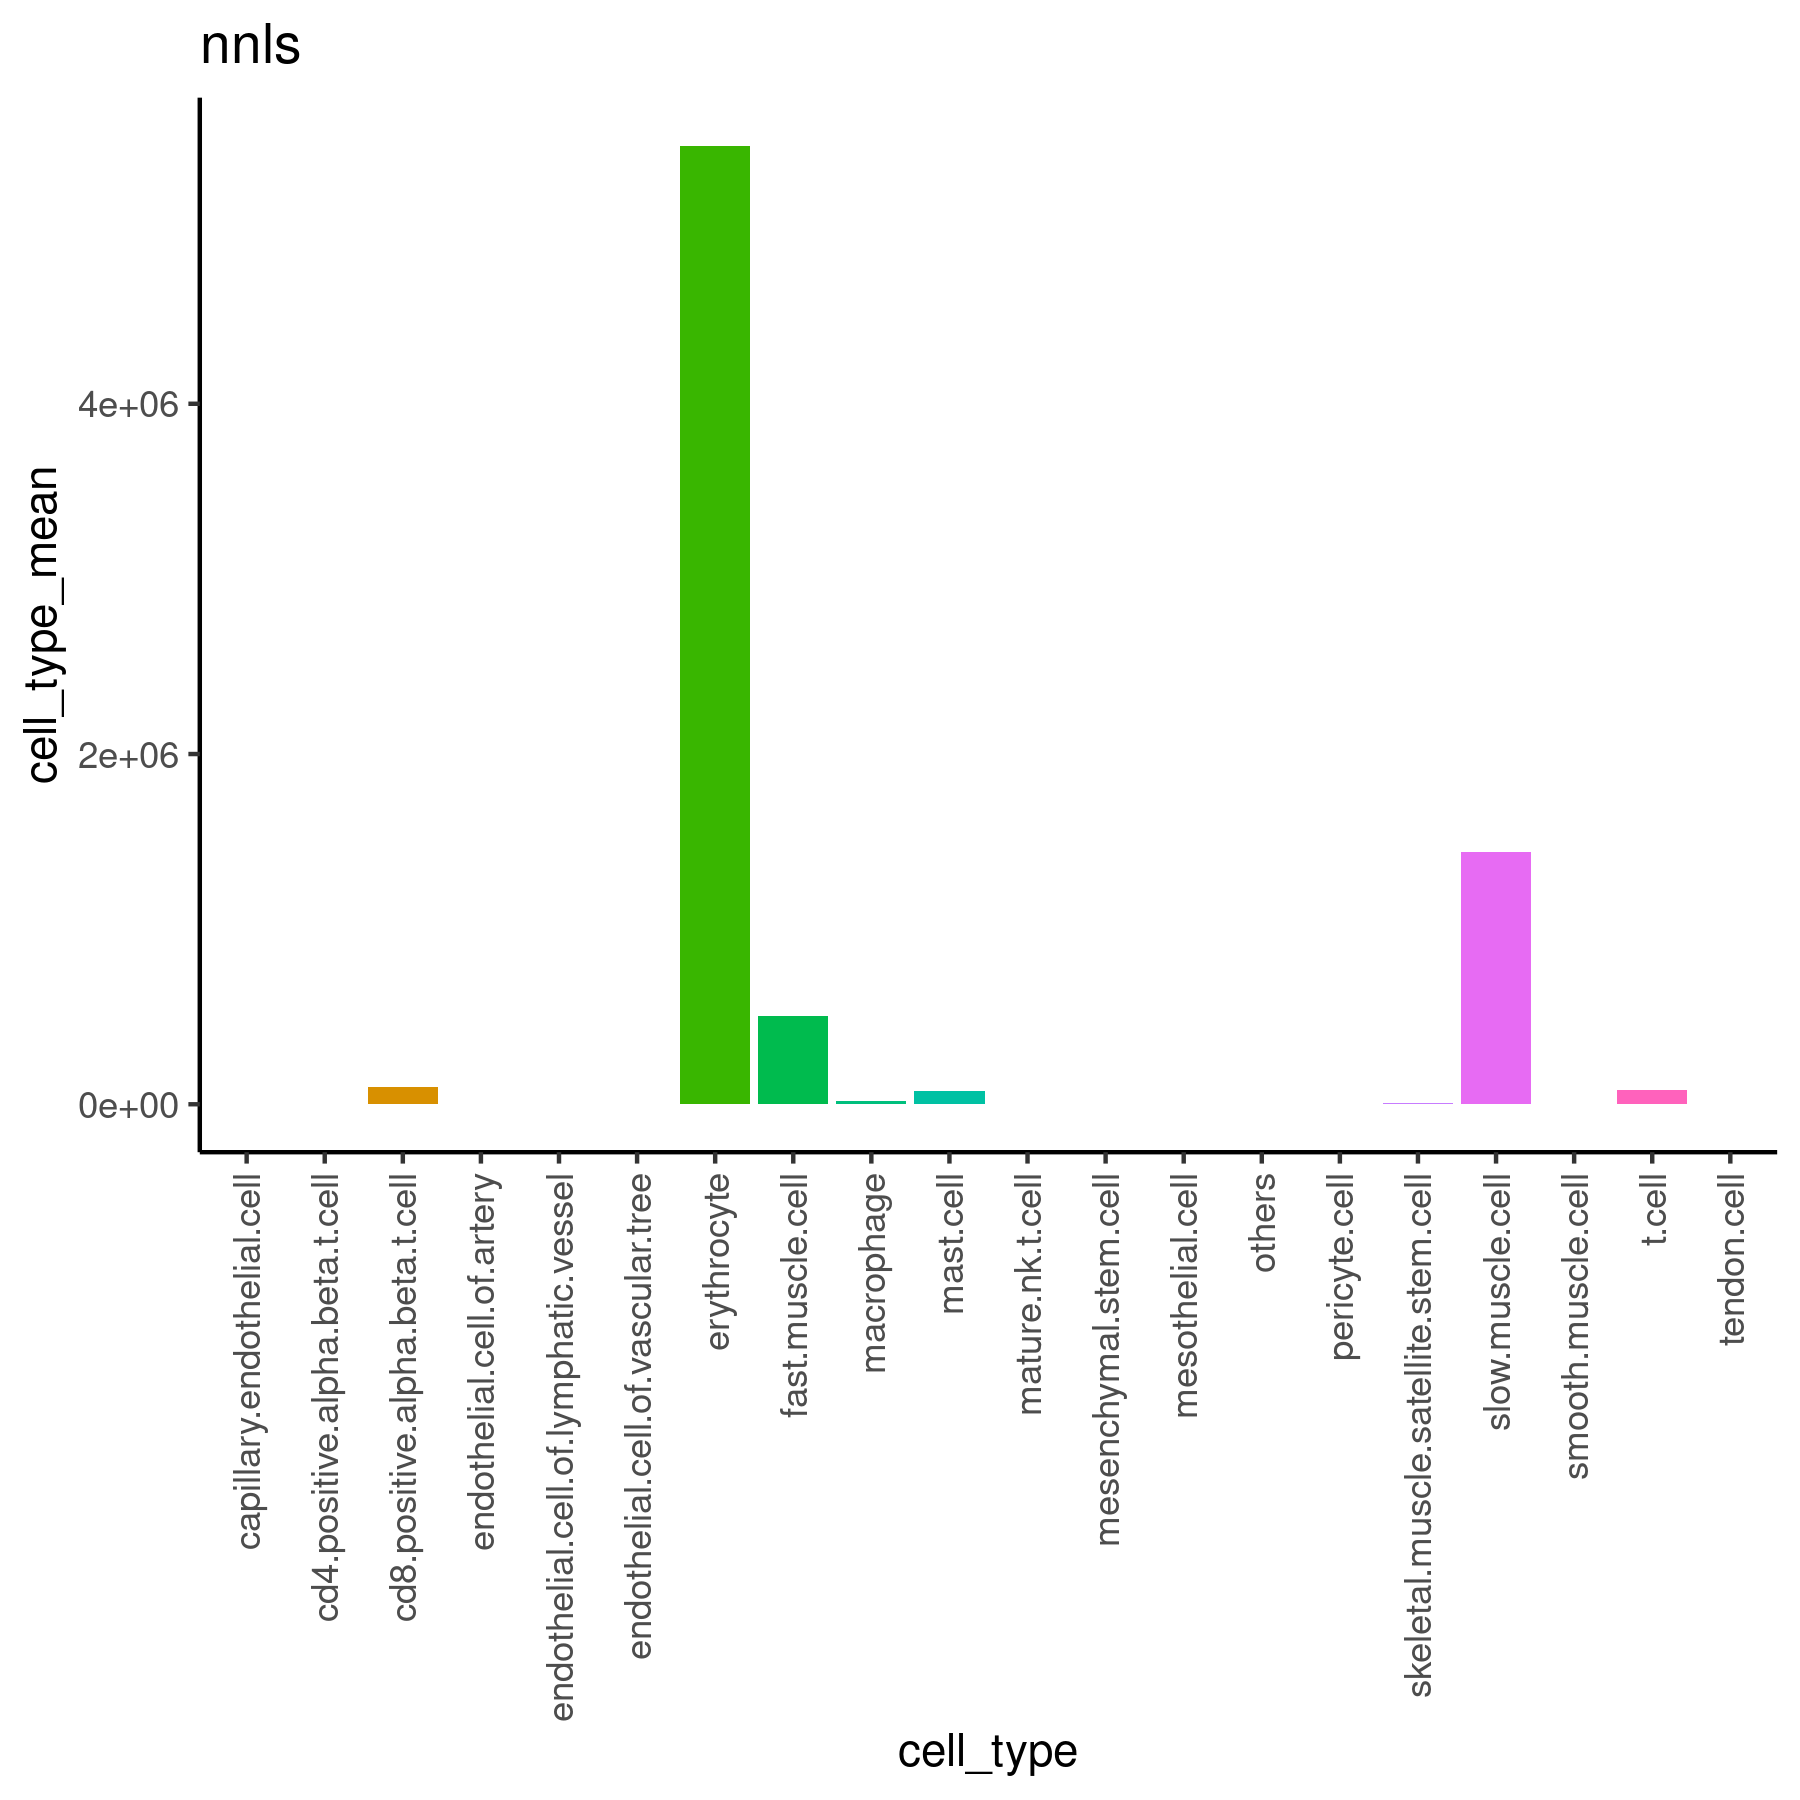 nnls
cell_type_mean
4e+06
2e+06
0e+00
capillary.endothelial.cell
cd4.positive.alpha.beta.t.cell
cd8.positive.alpha.beta.t.cell
endothelial.cell.of.artery
endothelial.cell.of.lymphatic.vessel
endothelial.cell.of.vascular.tree
erythrocyte
fast.muscle.cell
macrophage
mast.cell
mature.nk.t.cell
mesenchymal.stem.cell
mesothelial.cell
others
pericyte.cell
skeletal.muscle.satellite.stem.cell
slow.muscle.cell
smooth.muscle.cell
t.cell
tendon.cell
cell_type